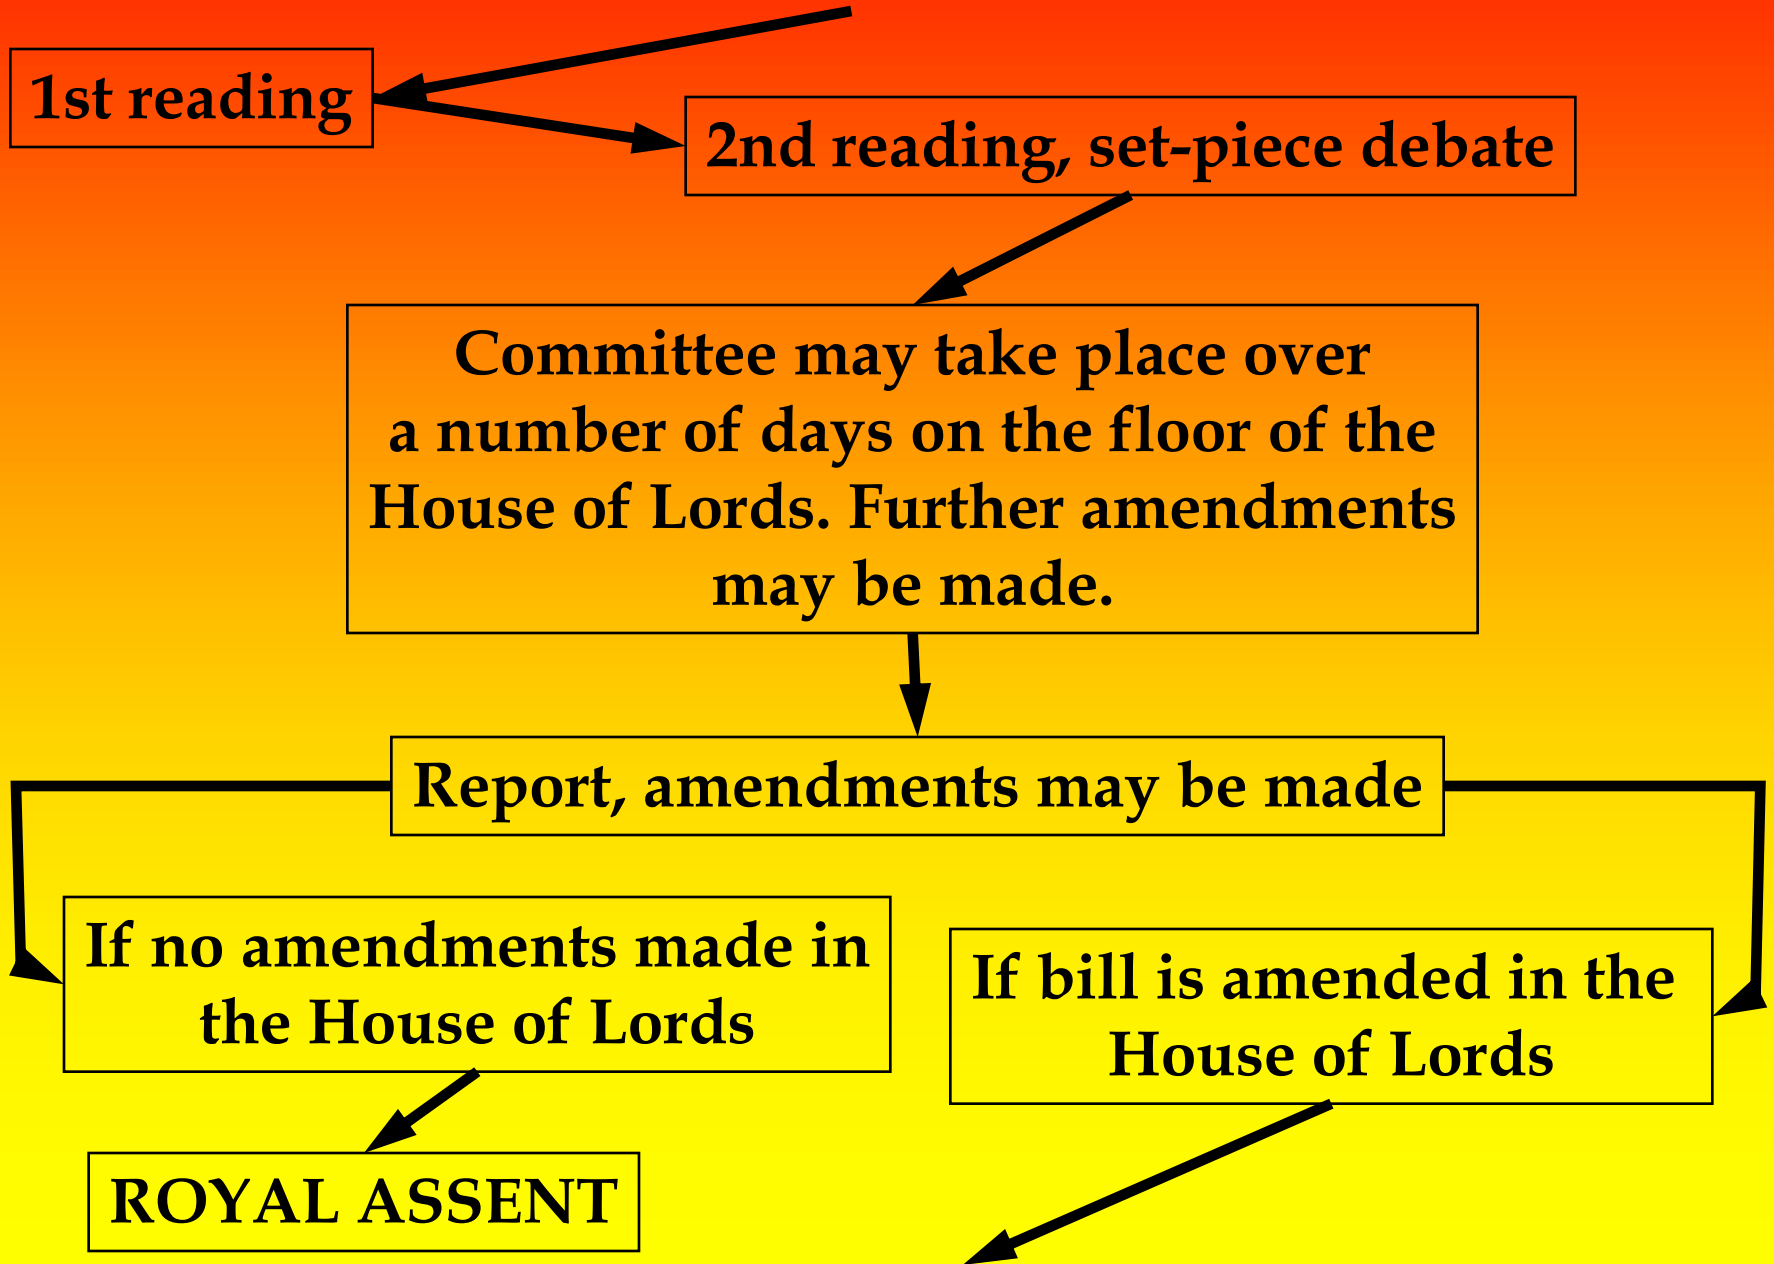 1st reading
2nd reading, set-piece debate
Committee may take place over
a number of days on the floor of the
House of Lords. Further amendments
may be made.
Report, amendments may be made
If no amendments made in
the House of Lords
If bill is amended in the
House of Lords
ROYAL ASSENT